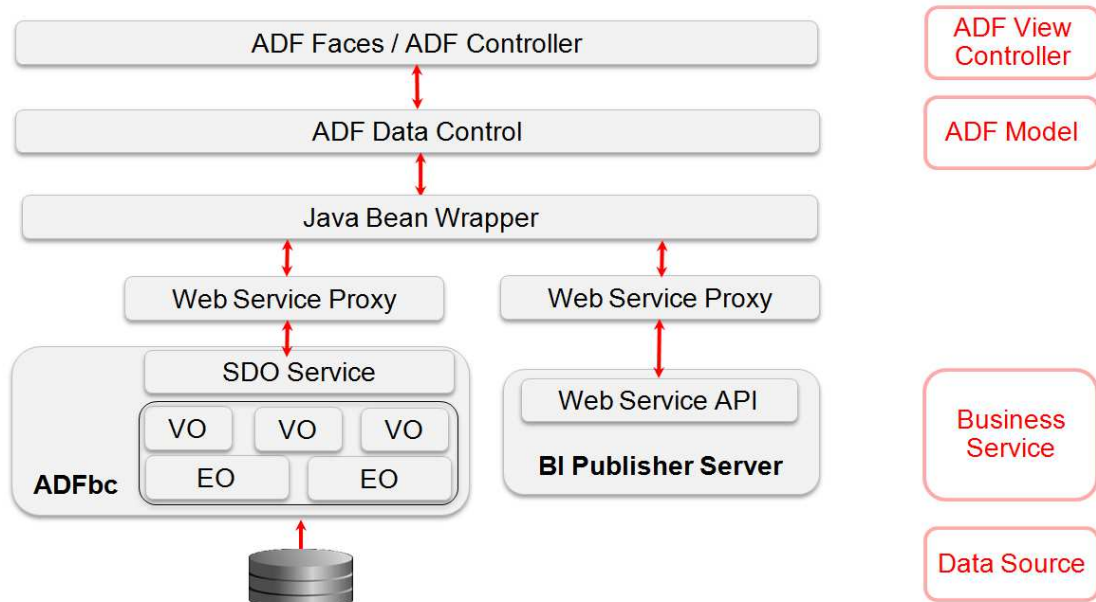 ADF Faces / ADF Controller
ADF View
Controller
ADF Data Control
ADF Model
Java Bean Wrapper
Web Service Proxy
Web Service Proxy
SDO Service
VO
VO
VO
EO
EO
ADFbc
Web Service API
BI Publisher Server
Business
Service
Data Source